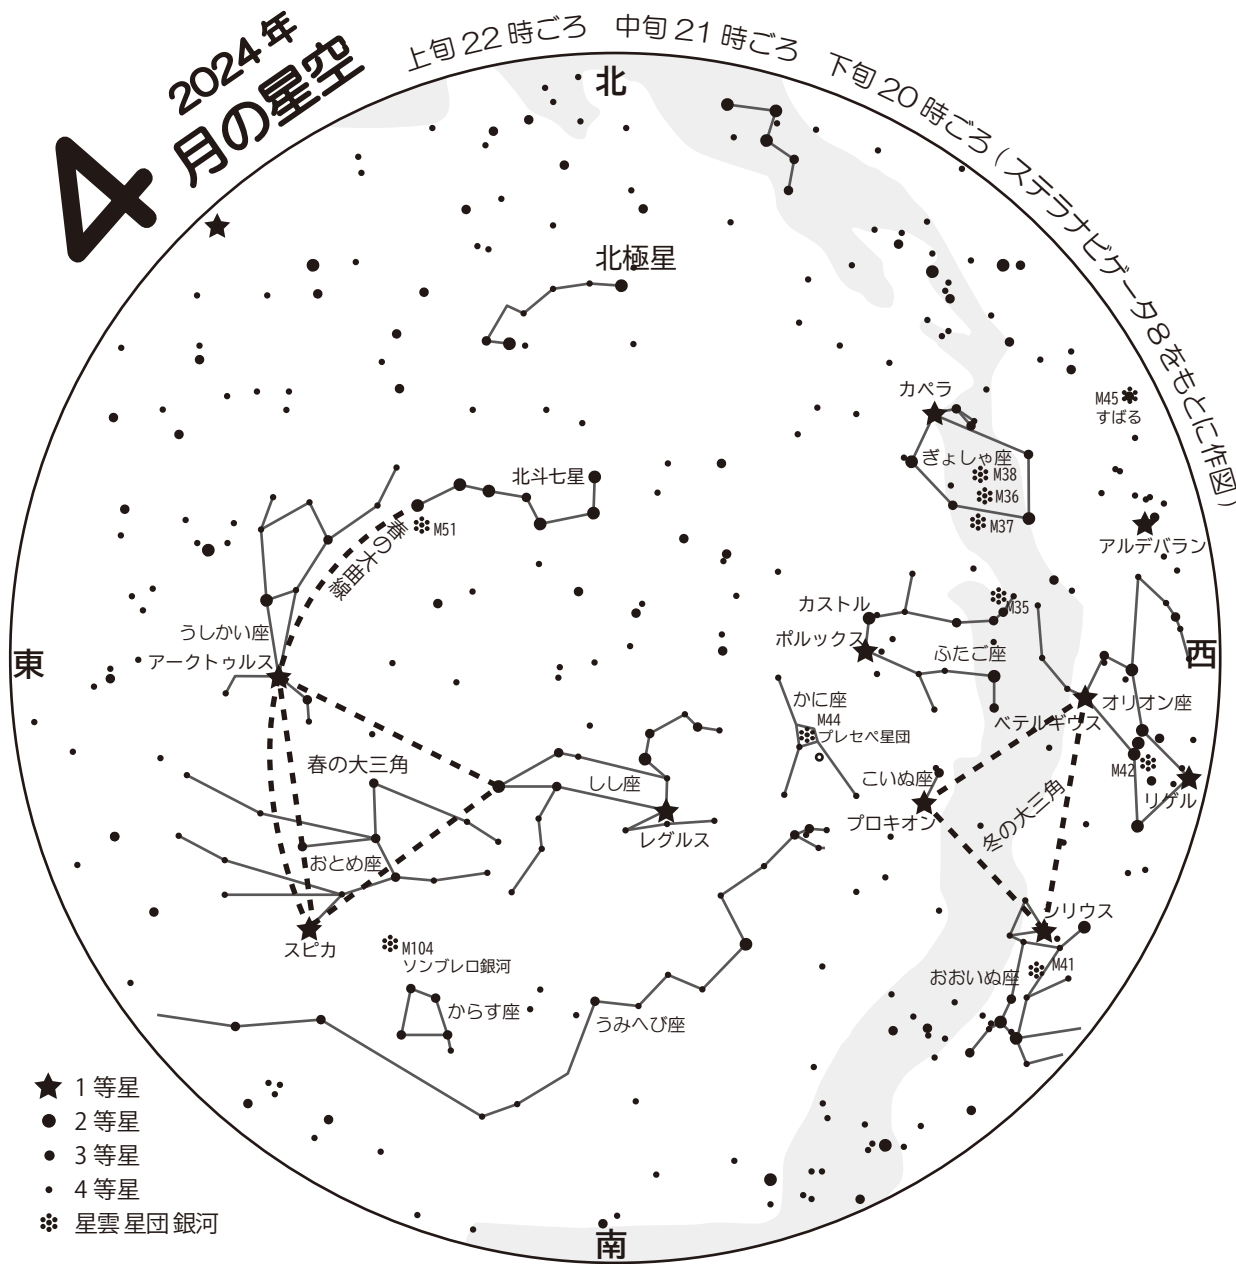 2024年
4月の星空
上旬22時ごろ 中旬21時ごろ 下旬20時ごろ(ステラナビゲータ8をもとに作図)
北
北極星
カペラ
M45
すばる
ぎょしゃ座
M38
M36
M37
アルデバラン
北斗七星
M51
春の大曲線
カストル
M35
ポルックス
ふたご座
うしかい座
アークトゥルス
東
西
かに座
M44
プレセペ星団
オリオン座
ベテルギウス
M42
リゲル
春の大三角
しし座
こいぬ座
プロキオン
レグルス
冬の大三角
おとめ座
スピカ
シリウス
M104
ソンブレロ銀河
おおいぬ座
M41
からす座
うみへび座
1等星
2等星
3等星
4等星
星雲 星団 銀河
南